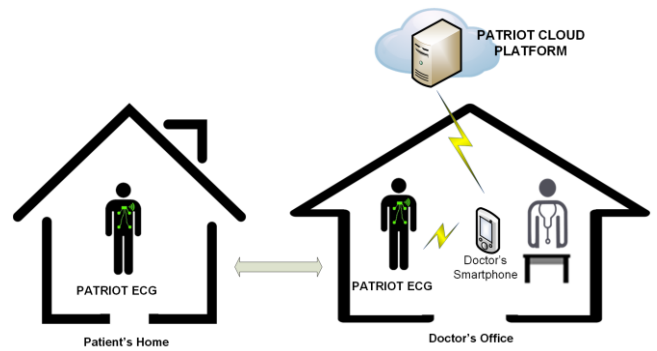 PATRIOT CLOUD
PLATFORM
PATRIOT ECG
Patient's Home
PATRIOT ECG
Doctor's
Smartphone
Doctor's Office